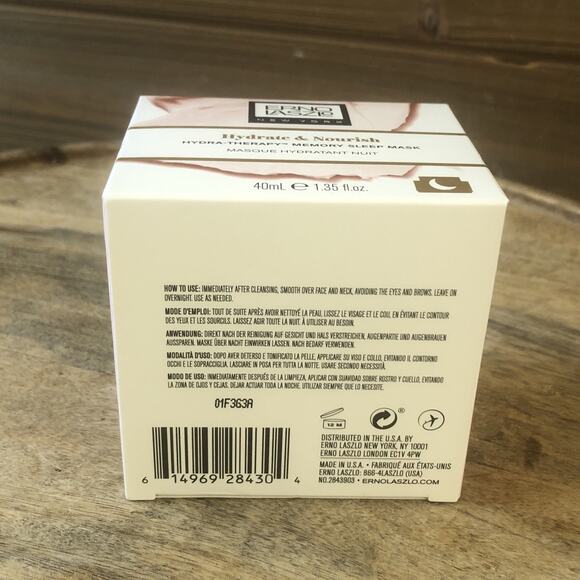 ERNO
LASZLO
NEW YORK
Hydrate & Nourish
HYDRA-THERAPY™ MEMORY SLEEP MASK
MASQUE HYDRATANT NUIT
40mL ℮ 1.35 fl.oz.
HOW TO USE: IMMEDIATELY AFTER CLEANSING, SMOOTH OVER FACE AND NECK, AVOIDING THE EYES AND BROWS. LEAVE ON
OVERNIGHT. USE AS NEEDED.
MODE D'EMPLOI: TOUT DE SUITE APRÈS AVOIR NETTOYÉ LA PEAU, LISSEZ LE VISAGE ET LE COU, EN ÉVITANT LE CONTOUR
DES YEUX ET LES SOURCILS. LAISSEZ AGIR TOUTE LA NUIT. À UTILISER AU BESOIN.
ANWENDUNG: DIREKT NACH DER REINIGUNG AUF GESICHT UND HALS VERSTREICHEN, AUGENPARTIE UND AUGENBRAUEN
AUSSPAREN. MASKE ÜBER NACHT EINWIRKEN LASSEN. NACH BEDARF VERWENDEN.
MODALITÀ D'USO: DOPO AVER DETERSO E TONIFICATO LA PELLE, APPLICARE SU VISO E COLLO, EVITANDO IL CONTORNO
OCCHI E LE SOPRACCIGLIA. LASCIARE IN POSA PER TUTTA LA NOTTE. USARE SECONDO NECESSITÀ.
MODO DE USO: INMEDIATAMENTE DESPUÉS DE LA LIMPIEZA, APLICAR CON SUAVIDAD SOBRE ROSTRO Y CUELLO, EVITANDO
LA ZONA DE OJOS Y CEJAS. DEJAR ACTUAR TODA LA NOCHE. UTILIZAR SIEMPRE QUE LO NECESITE.
01F363A
12 M
®
DISTRIBUTED IN THE U.S.A. BY
ERNO LASZLO NEW YORK, NY 10001
ERNO LASZLO LONDON EC1V 4PW
MADE IN U.S.A. • FABRIQUÉ AUX ÉTATS-UNIS
ERNO LASZLO: 866-4LASZLO (USA)
NO.2843903 • ERNOLASZLO.COM
6 14969 28430 4